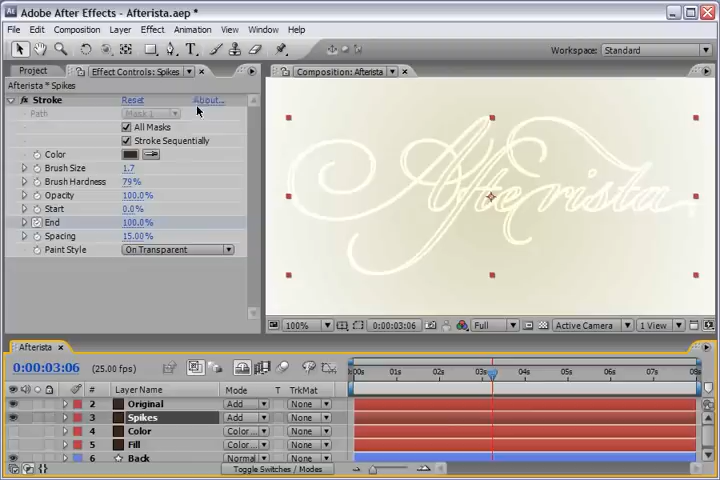 Adobe After Effects - Afterista.aep *
File Edit Composition Layer Effect Animation View Window Help
Workspace: Standard
Project Effect Controls: Spikes Composition: Afterista
Afterista * Spikes
Stroke Reset About...
Path Mask 1
All Masks
Stroke Sequentially
Color
Brush Size 1.7
Brush Hardness 79%
Opacity 100.0%
Start 0.0%
End 100.0%
Spacing 15.00%
Paint Style On Transparent
Afterista
100% 0:00:03:06 Full Active Camera 1 View
Afterista
0:00:03:06 (25.00 fps) 00s 01s 02s 03s 04s 05s 06s 07s 08s
# Layer Name Mode T TrkMat
2 Original Add None
3 Spikes Add None
4 Color Color... None
5 Fill Color... None
6 Back Normal None
Toggle Switches / Modes